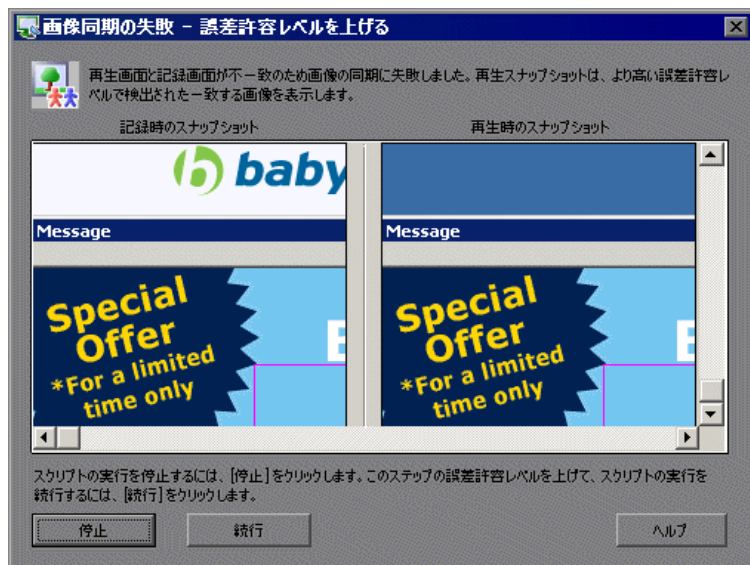 画像同期の失敗 - 誤差許容レベルを上げる
再生画面と記録画面が不一致のため画像の同期に失敗しました。再生スナップショットは、より高い誤差許容レ
ベルで検出された一致する画像を表示します。
記録時のスナップショット
再生時のスナップショット
baby
Message
Message
Special
Offer
*For a limited
time only
Special
Offer
*For a limited
time only
スクリプトの実行を停止するには、[停止]をクリックします。このステップの誤差許容レベルを上げて、スクリプトの実行を
続行するには、[続行]をクリックします。
停止
続行
ヘルプ